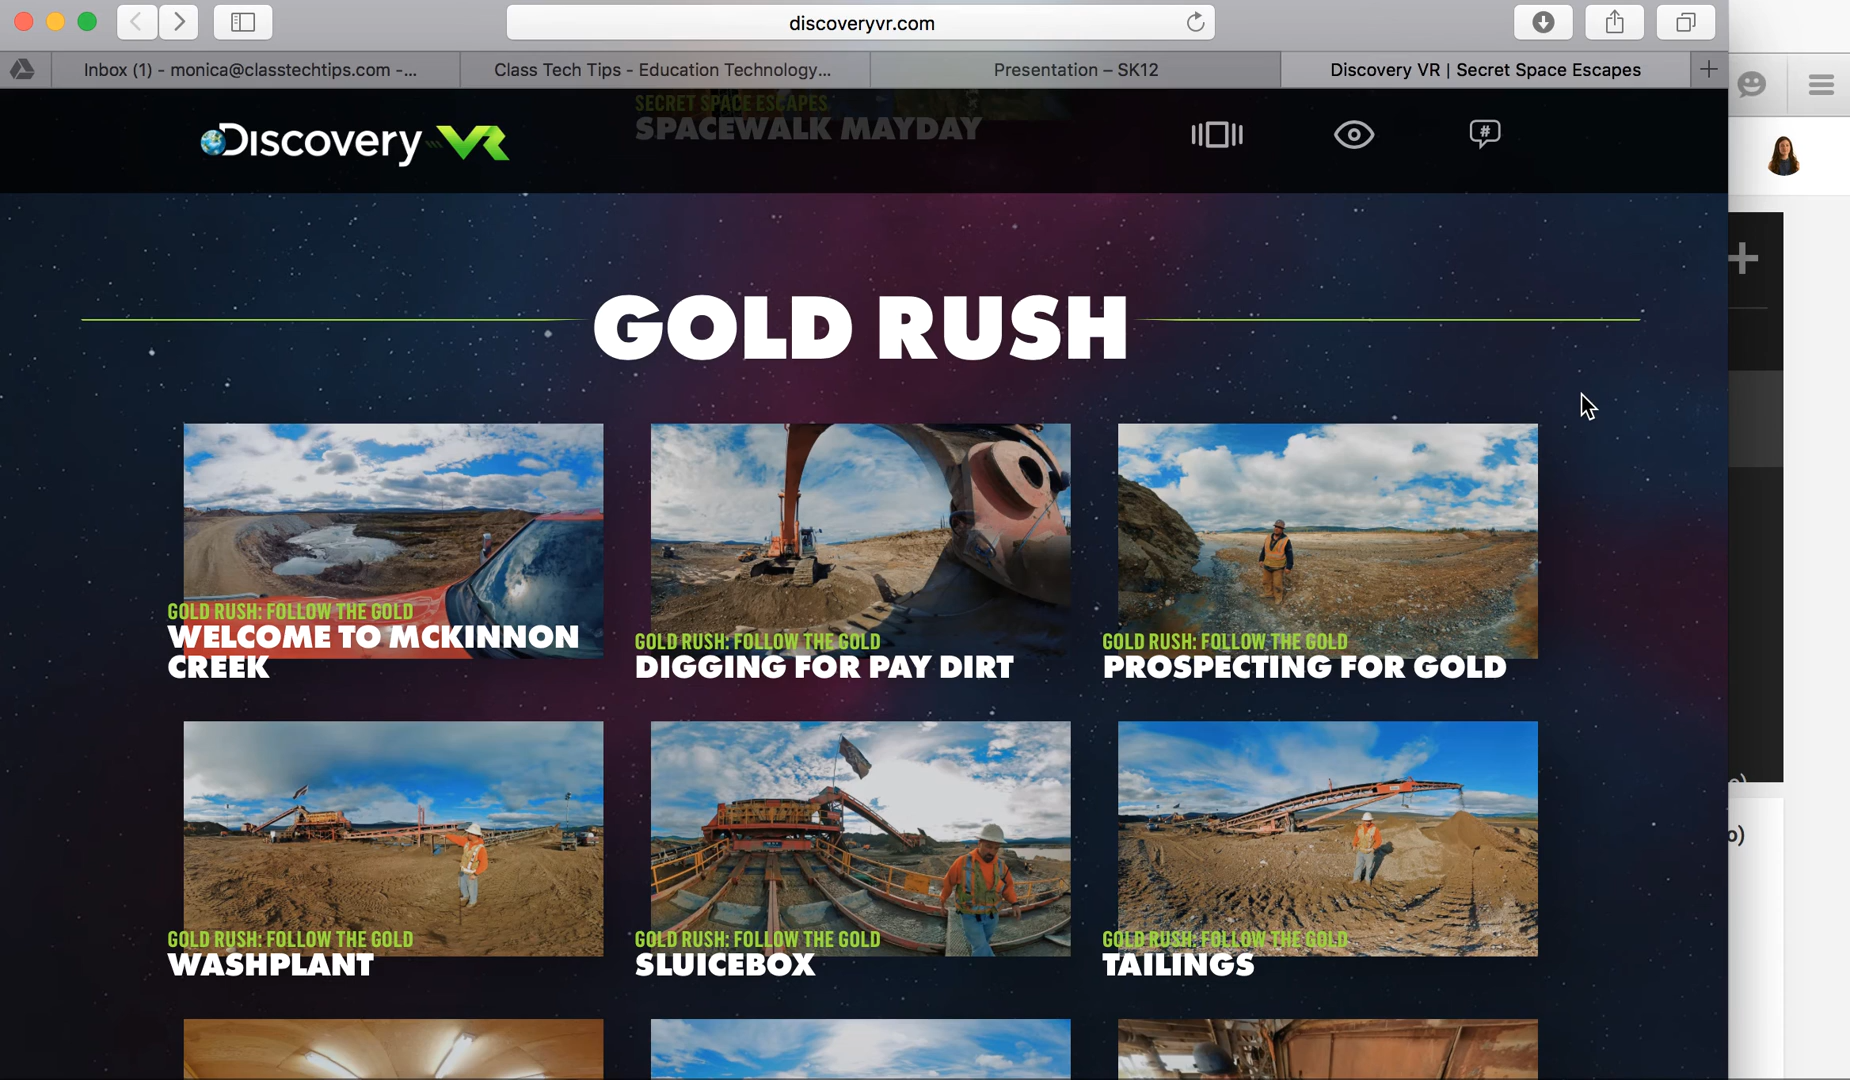 discoveryvr.com
Inbox (1) - monica@classtechtips.com -...
Class Tech Tips - Education Technology...
Presentation – SK12
Discovery VR | Secret Space Escapes
Discovery VR
SECRET SPACE ESCAPES
SPACEWALK MAYDAY
#
GOLD RUSH
GOLD RUSH: FOLLOW THE GOLD
WELCOME TO MCKINNON
CREEK
GOLD RUSH: FOLLOW THE GOLD
DIGGING FOR PAY DIRT
GOLD RUSH: FOLLOW THE GOLD
PROSPECTING FOR GOLD
o)
GOLD RUSH: FOLLOW THE GOLD
WASHPLANT
GOLD RUSH: FOLLOW THE GOLD
SLUICEBOX
GOLD RUSH: FOLLOW THE GOLD
TAILINGS